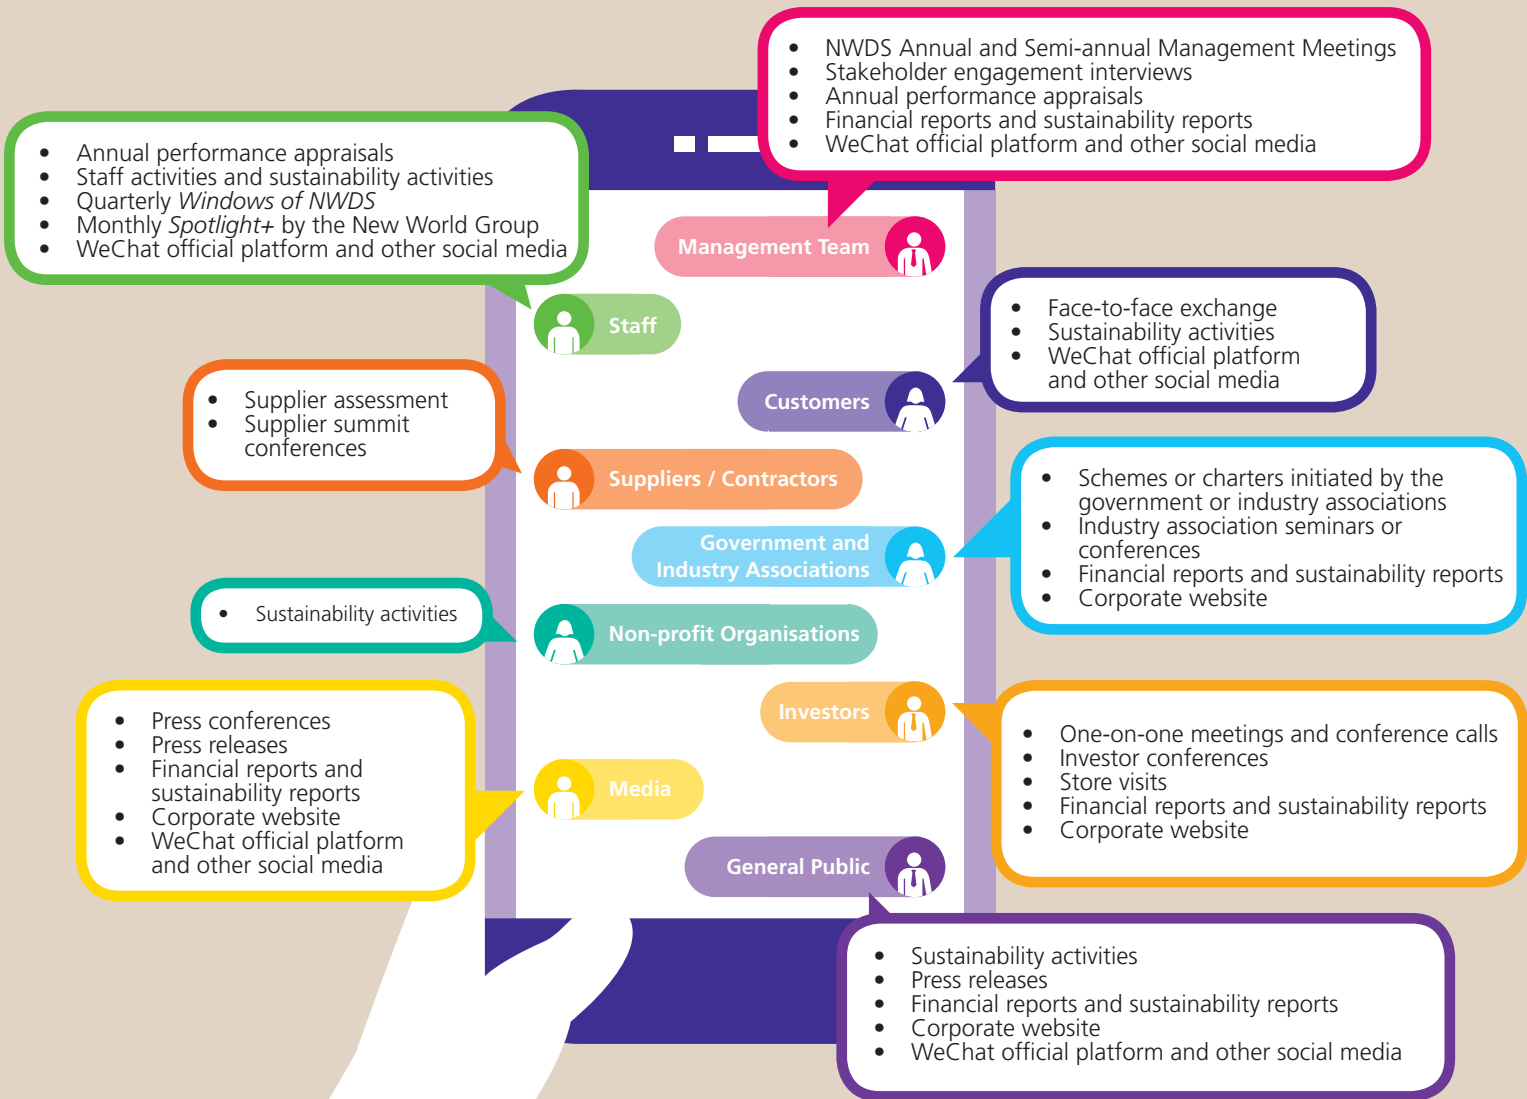 • NWDS Annual and Semi-annual Management Meetings
• Stakeholder engagement interviews
• Annual performance appraisals
• Financial reports and sustainability reports
• WeChat official platform and other social media
Management Team
• Annual performance appraisals
• Staff activities and sustainability activities
• Quarterly Windows of NWDS
• Monthly Spotlight+ by the New World Group
• WeChat official platform and other social media
Staff
• Face-to-face exchange
• Sustainability activities
• WeChat official platform
and other social media
Customers
• Supplier assessment
• Supplier summit
conferences
Suppliers / Contractors
• Schemes or charters initiated by the
government or industry associations
• Industry association seminars or
conferences
• Financial reports and sustainability reports
• Corporate website
Government and
Industry Associations
• Sustainability activities
Non-profit Organisations
• One-on-one meetings and conference calls
• Investor conferences
• Store visits
• Financial reports and sustainability reports
• Corporate website
Investors
• Press conferences
• Press releases
• Financial reports and
sustainability reports
• Corporate website
• WeChat official platform
and other social media
Media
General Public
• Sustainability activities
• Press releases
• Financial reports and sustainability reports
• Corporate website
• WeChat official platform and other social media